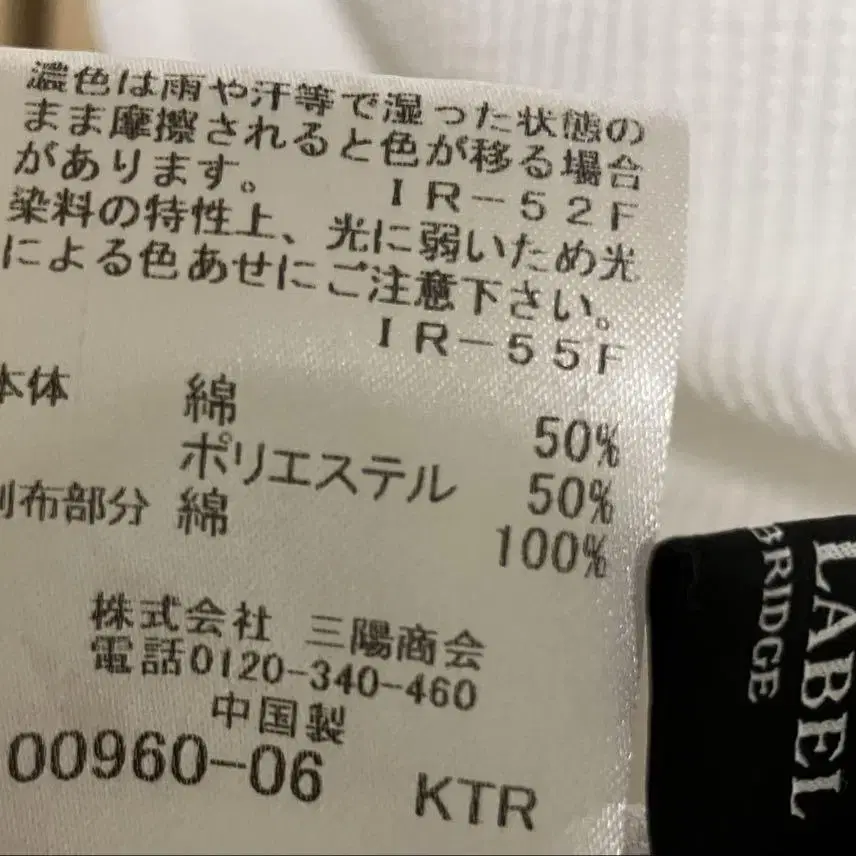 濃色は雨や汗等で湿った状態の
まま摩擦されると色が移る場合
があります。 IR-52F
染料の特性上、光に弱いため光
による色あせにご注意下さい。
IR-55F
本体 綿 50%
ポリエステル 50%
別布部分 綿 100%
株式会社 三陽商会
電話0120-340-460
中国製
00960-06 KTR
LABEL
BRIDGE